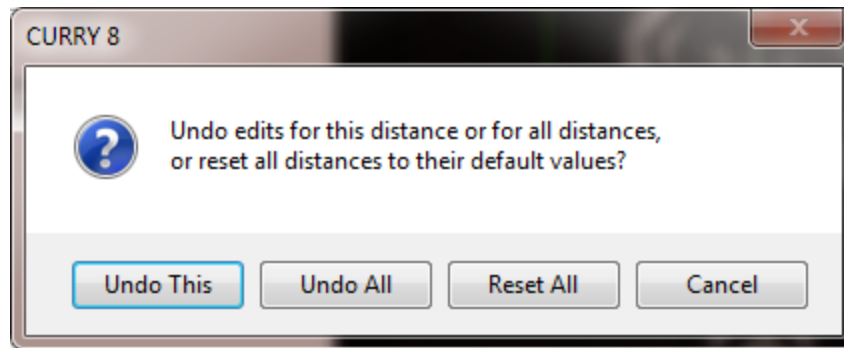 CURRY 8
Undo edits for this distance or for all distances,
or reset all distances to their default values?
Undo This
Undo All
Reset All
Cancel